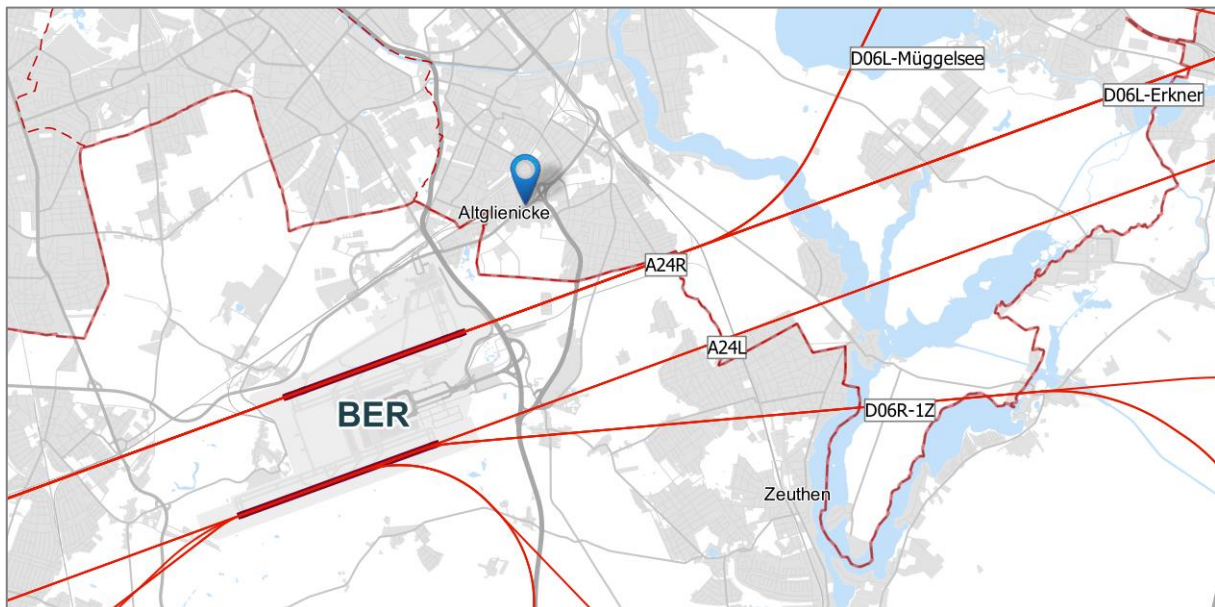 D06L-Müggelsee
D06L-Erkner
Altglienicke
A24R
A24L
BER
D06R-1Z
Zeuthen